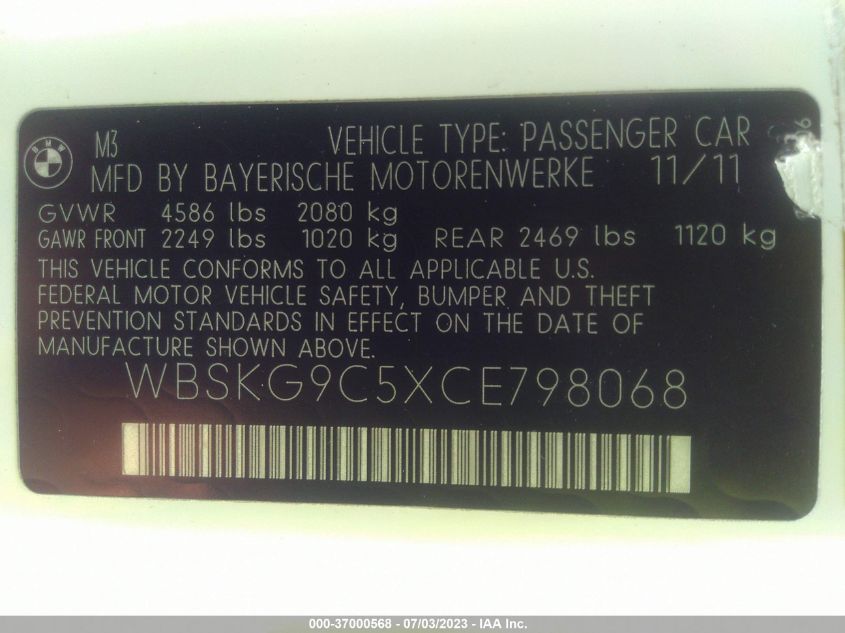 BMW
M3 VEHICLE TYPE: PASSENGER CAR
MFD BY BAYERISCHE MOTORENWERKE 11/11
GVWR 4586 lbs 2080 kg
GAWR FRONT 2249 lbs 1020 kg REAR 2469 lbs 1120 kg
THIS VEHICLE CONFORMS TO ALL APPLICABLE U.S.
FEDERAL MOTOR VEHICLE SAFETY, BUMPER AND THEFT
PREVENTION STANDARDS IN EFFECT ON THE DATE OF
MANUFACTURE SHOWN ABOVE.
WBSKG9C5XCE798068
000-37000568 - 07/03/2023 - IAA Inc.